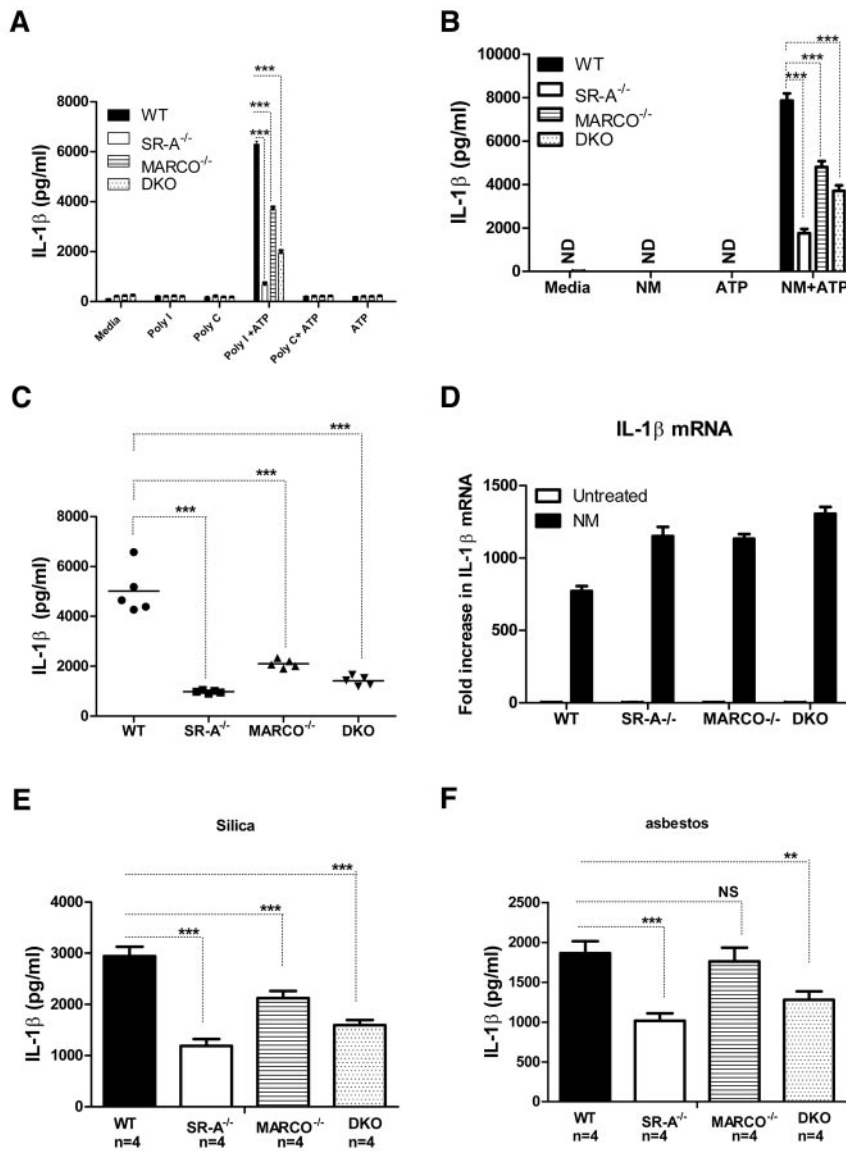 A
IL-1β (pg/ml)
8000
6000
4000
2000
0
WT
SR-A-/-
MARCO-/-
DKO
***
***
***
Media
Poly I
Poly C
Poly I +ATP
Poly C+ ATP
ATP
B
IL-1β (pg/ml)
10000
8000
6000
4000
2000
0
WT
SR-A-/-
MARCO-/-
DKO
***
***
***
ND
ND
ND
Media
NM
ATP
NM+ATP
C
IL-1β (pg/ml)
8000
6000
4000
2000
0
***
***
***
WT
SR-A-/-
MARCO-/-
DKO
D
IL-1β mRNA
Fold increase in IL-1β mRNA
1500
1000
500
0
Untreated
NM
WT
SR-A-/-
MARCO-/-
DKO
E
Silica
IL-1β (pg/ml)
4000
3000
2000
1000
0
***
***
***
WT
n=4
SR-A-/-
n=4
MARCO-/-
n=4
DKO
n=4
F
asbestos
IL-1β (pg/ml)
2500
2000
1500
1000
500
0
**
NS
***
WT
n=4
SR-A-/-
n=4
MARCO-/-
n=4
DKO
n=4